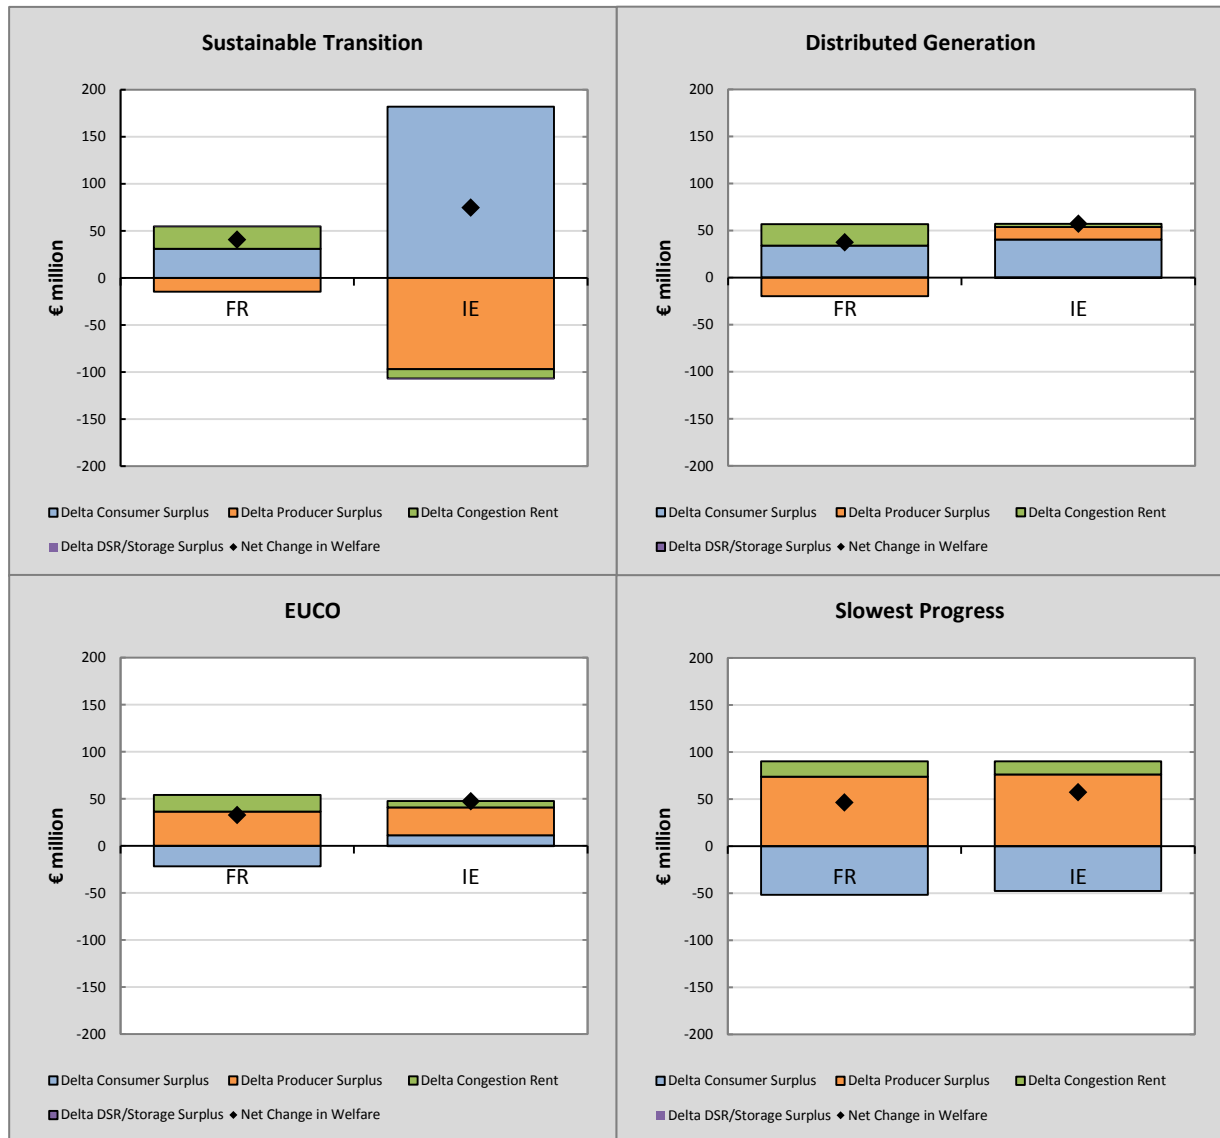 Sustainable Transition
200
150
100
50
0
-50
-100
-150
-200
€ million
FR
IE
Delta Consumer Surplus
Delta Producer Surplus
Delta Congestion Rent
Delta DSR/Storage Surplus
Net Change in Welfare
Distributed Generation
200
150
100
50
0
-50
-100
-150
-200
€ million
FR
IE
Delta Consumer Surplus
Delta Producer Surplus
Delta Congestion Rent
Delta DSR/Storage Surplus
Net Change in Welfare
EUCO
200
150
100
50
0
-50
-100
-150
-200
€ million
FR
IE
Delta Consumer Surplus
Delta Producer Surplus
Delta Congestion Rent
Delta DSR/Storage Surplus
Net Change in Welfare
Slowest Progress
200
150
100
50
0
-50
-100
-150
-200
€ million
FR
IE
Delta Consumer Surplus
Delta Producer Surplus
Delta Congestion Rent
Delta DSR/Storage Surplus
Net Change in Welfare